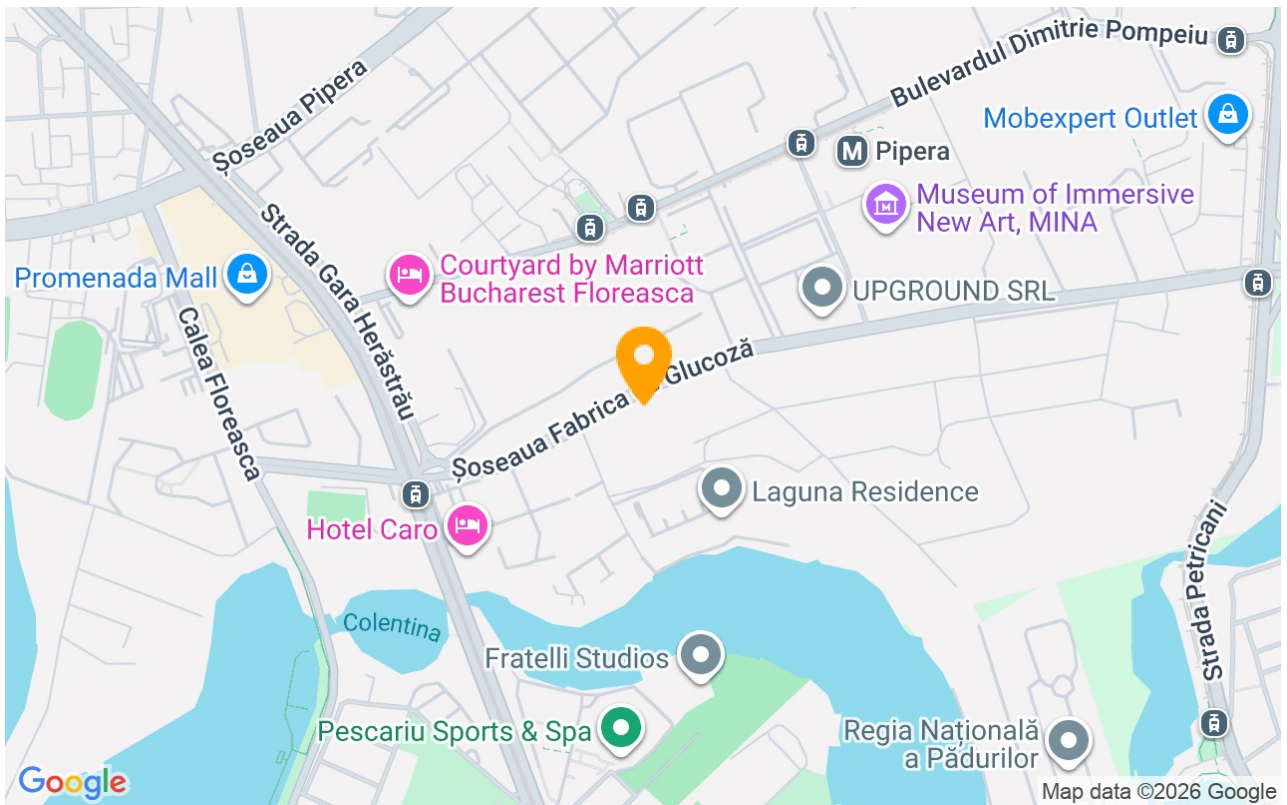 Bulevardul Dimitrie Pompeiu
Șoseaua Pipera
Mobexpert Outlet
M Pipera
Museum of Immersive
New Art, MINA
Strada Gara Herăstrău
Promenada Mall
Courtyard by Marriott
Bucharest Floreasca
UPGROUND SRL
Calea Floreasca
Șoseaua Fabrica
Glucoză
Laguna Residence
Hotel Caro
Strada Petricani
Colentina
Fratelli Studios
Pescariu Sports & Spa
Regia Națională
a Pădurilor
Google
Map data ©2026 Google